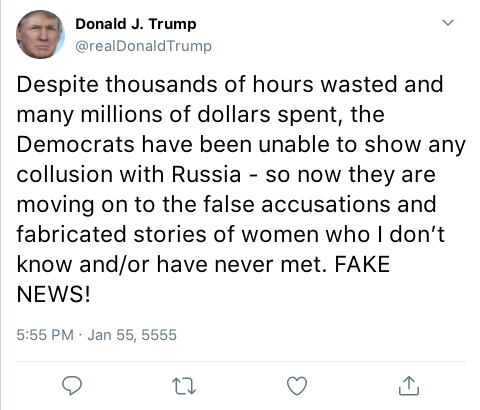 Donald J. Trump
@realDonaldTrump
Despite thousands of hours wasted and
many millions of dollars spent, the
Democrats have been unable to show any
collusion with Russia - so now they are
moving on to the false accusations and
fabricated stories of women who I don’t
know and/or have never met. FAKE
NEWS!
5:55 PM · Jan 55, 5555